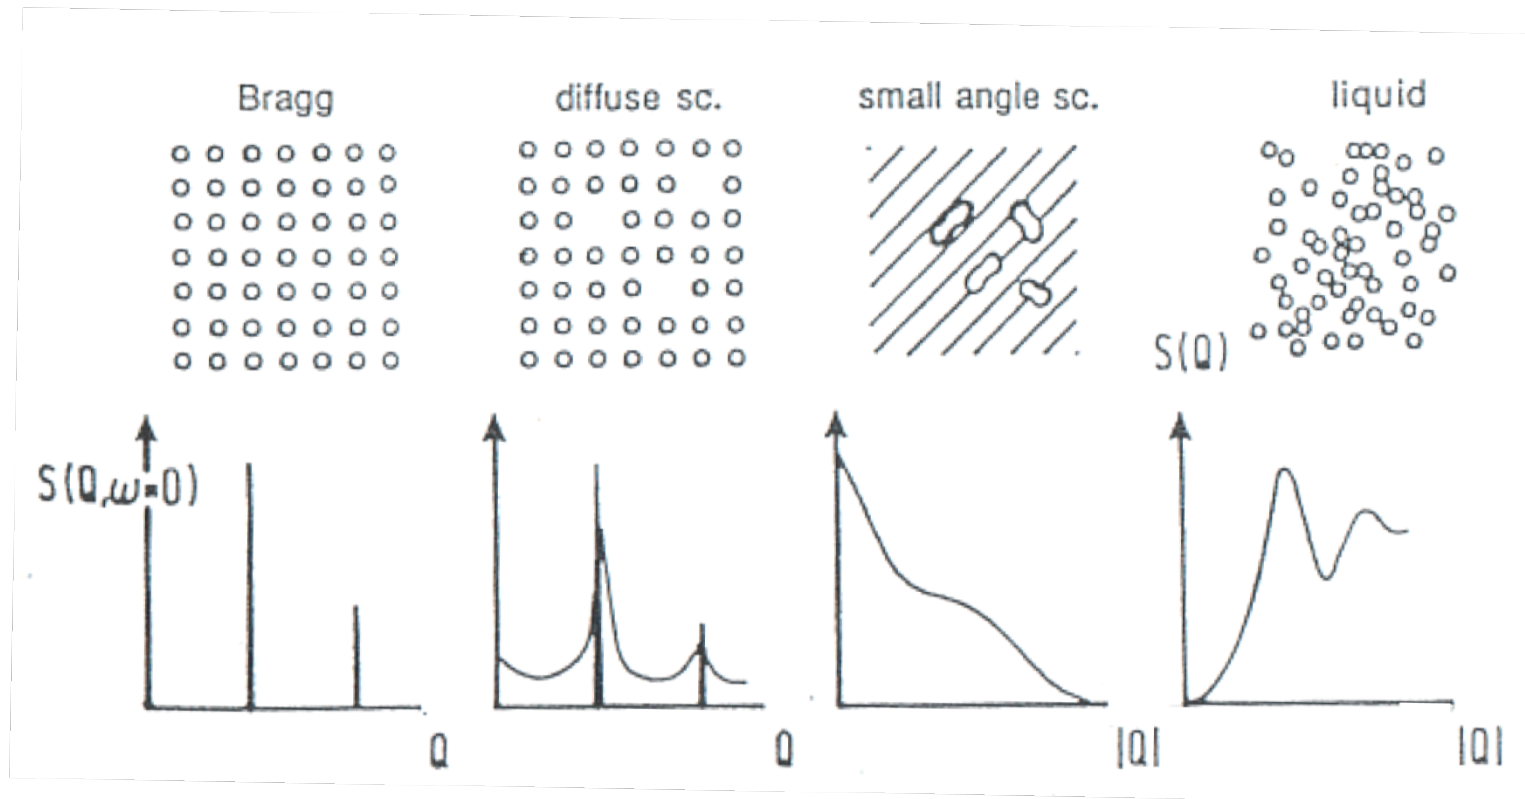 Bragg
diffuse sc.
small angle sc.
liquid
S(Q)
S(Q,ω=0)
Q
Q
|Q|
|Q|